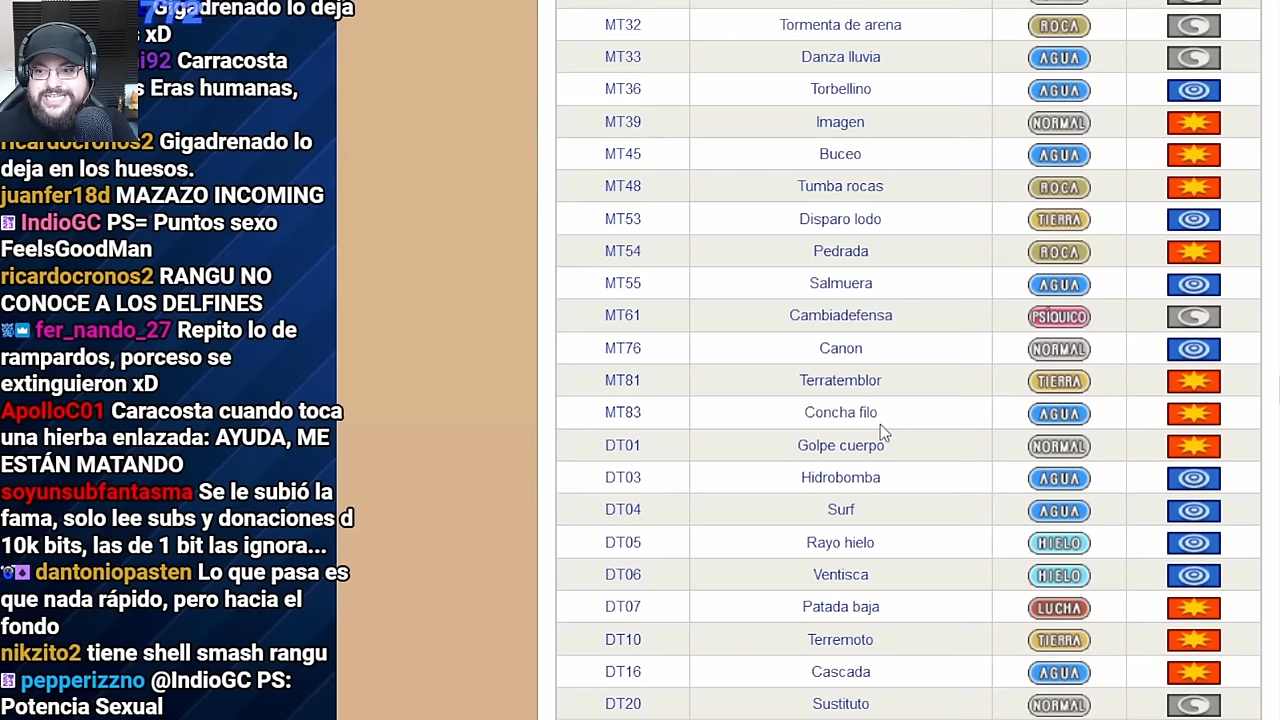 772
Gigadrenado lo deja
xD
i92 Carracosta
s Eras humanas,
ricardocronos2 Gigadrenado lo
deja en los huesos.
juanfer18d MAZAZO INCOMING
IndioGC PS= Puntos sexo
FeelsGoodMan
ricardocronos2 RANGU NO
CONOCE A LOS DELFINES
fer_nando_27 Repito lo de
rampardos, porceso se
extinguieron xD
ApolloC01 Caracosta cuando toca
una hierba enlazada: AYUDA, ME
ESTÁN MATANDO
soyunsubfantasma Se le subió la
fama, solo lee subs y donaciones d
10k bits, las de 1 bit las ignora...
dantoniopasten Lo que pasa es
que nada rápido, pero hacia el
fondo
nikzito2 tiene shell smash rangu
pepperizzno @IndioGC PS:
Potencia Sexual
MT32 Tormenta de arena ROCA
MT33 Danza lluvia AGUA
MT36 Torbellino AGUA
MT39 Imagen NORMAL
MT45 Buceo AGUA
MT48 Tumba rocas ROCA
MT53 Disparo lodo TIERRA
MT54 Pedrada ROCA
MT55 Salmuera AGUA
MT61 Cambiadefensa PSÍQUICO
MT76 Canon NORMAL
MT81 Terratemblor TIERRA
MT83 Concha filo AGUA
DT01 Golpe cuerpo NORMAL
DT03 Hidrobomba AGUA
DT04 Surf AGUA
DT05 Rayo hielo HIELO
DT06 Ventisca HIELO
DT07 Patada baja LUCHA
DT10 Terremoto TIERRA
DT16 Cascada AGUA
DT20 Sustituto NORMAL